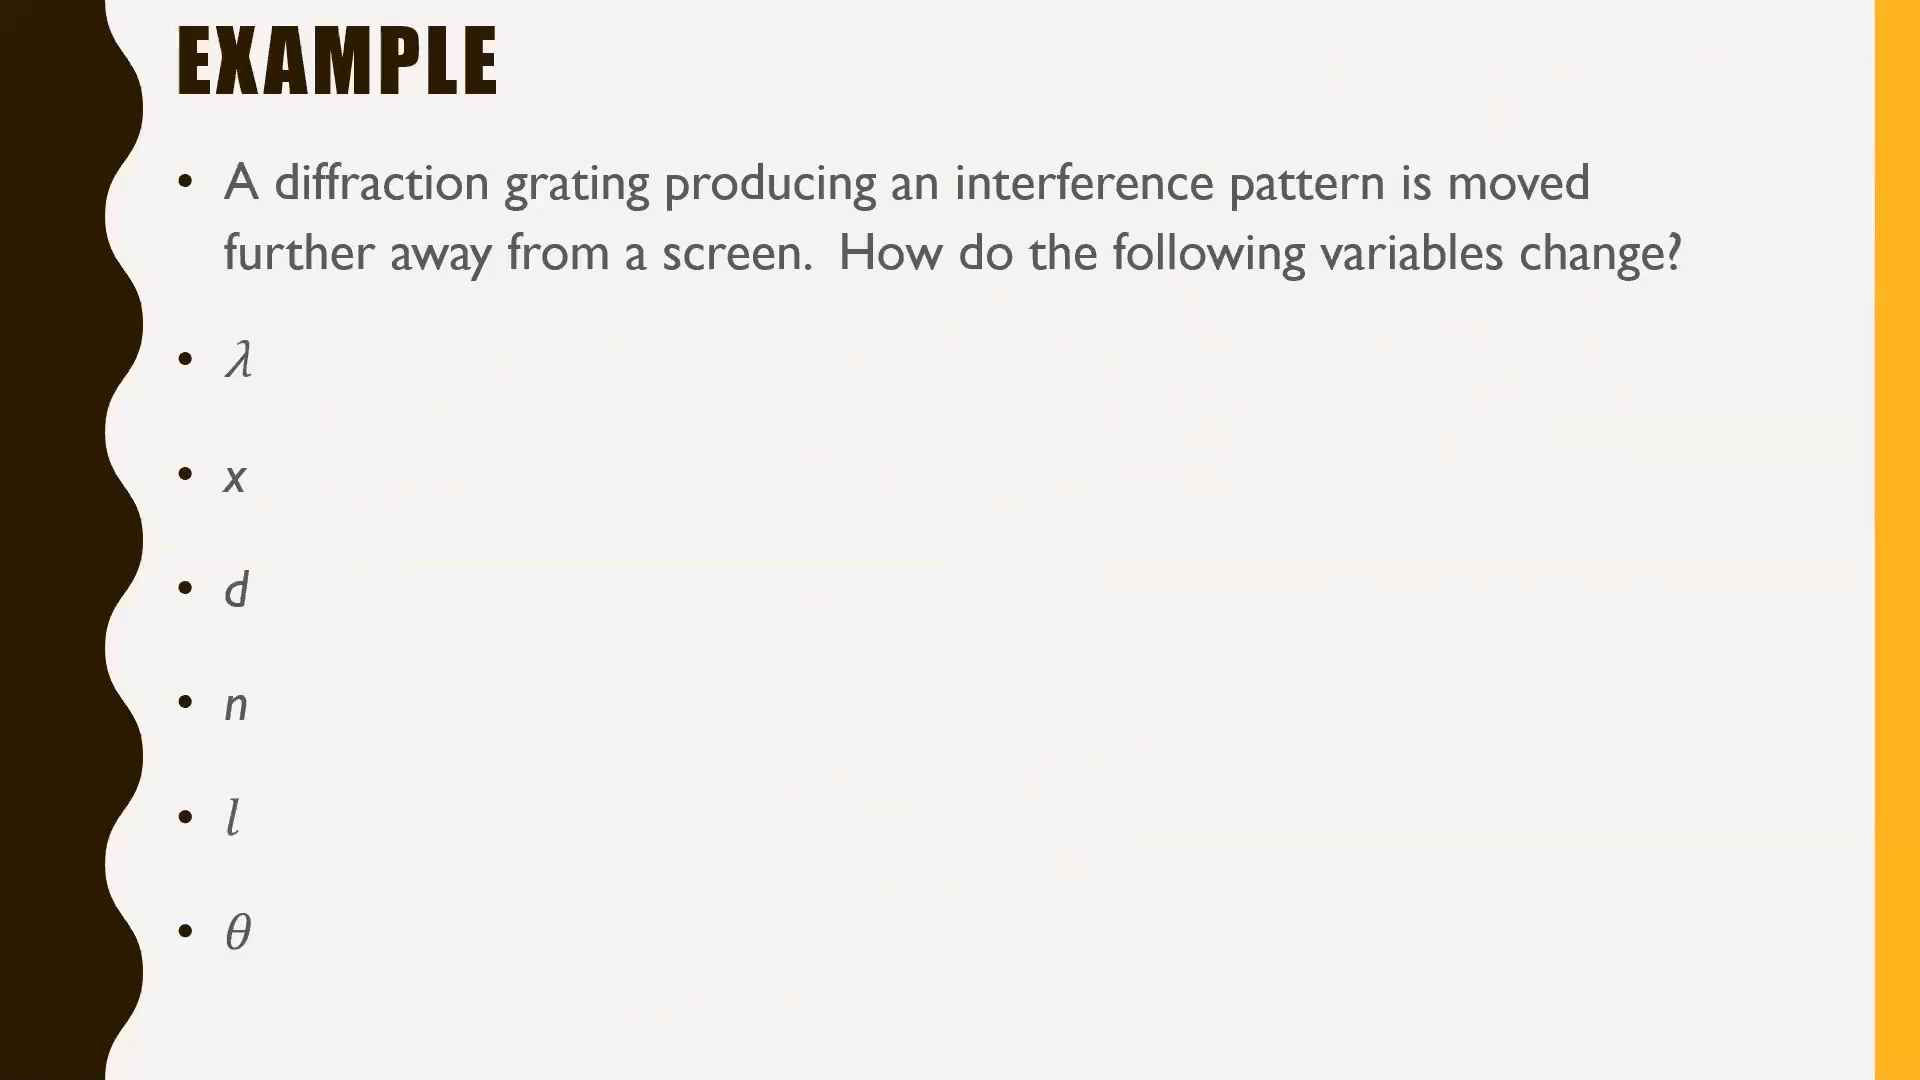 EXAMPLE
• A diffraction grating producing an interference pattern is moved
further away from a screen. How do the following variables change?
• λ
• x
• d
• n
• l
• θ